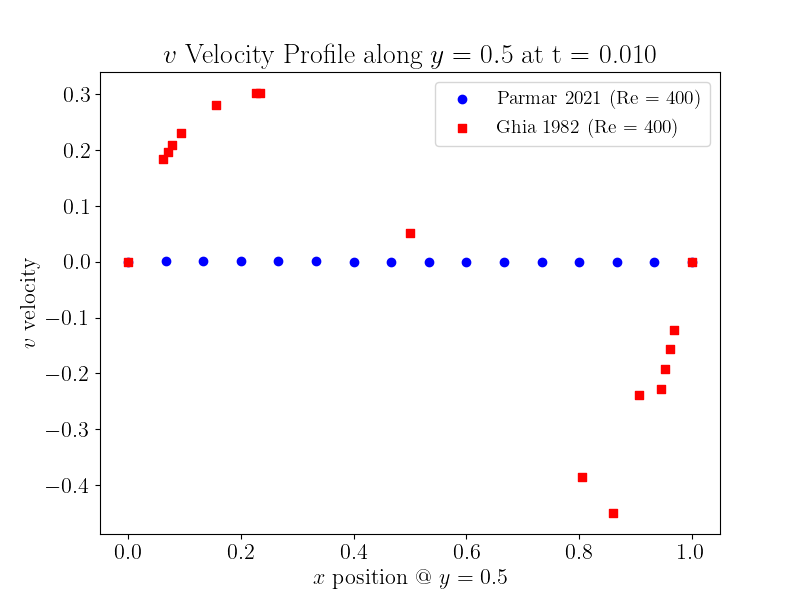 v Velocity Profile along y = 0.5 at t = 0.010
Parmar 2021 (Re = 400)
Ghia 1982 (Re = 400)
0.3
0.2
0.1
0.0
−0.1
−0.2
−0.3
−0.4
v velocity
0.0 0.2 0.4 0.6 0.8 1.0
x position @ y = 0.5